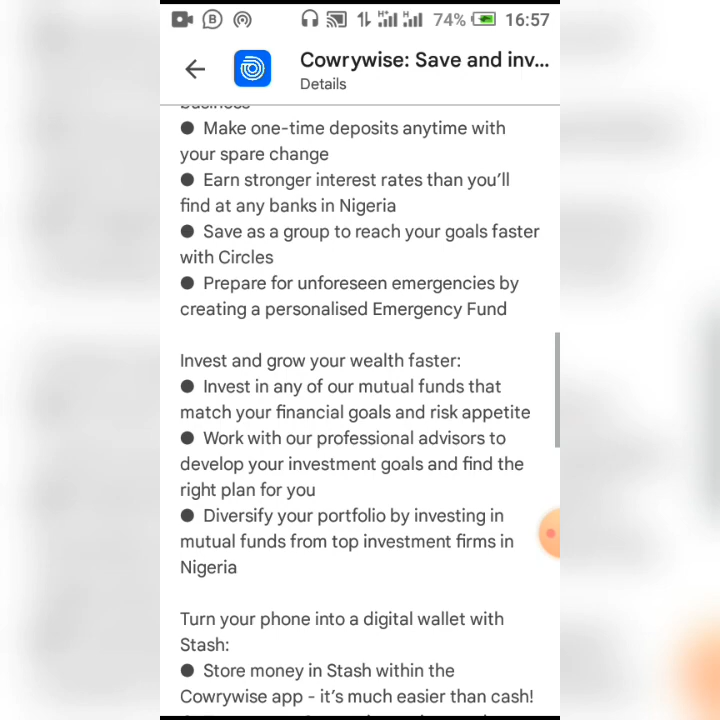 74% 16:57
Cowrywise: Save and inv...
Details
business
● Make one-time deposits anytime with
your spare change
● Earn stronger interest rates than you'll
find at any banks in Nigeria
● Save as a group to reach your goals faster
with Circles
● Prepare for unforeseen emergencies by
creating a personalised Emergency Fund
Invest and grow your wealth faster:
● Invest in any of our mutual funds that
match your financial goals and risk appetite
● Work with our professional advisors to
develop your investment goals and find the
right plan for you
● Diversify your portfolio by investing in
mutual funds from top investment firms in
Nigeria
Turn your phone into a digital wallet with
Stash:
● Store money in Stash within the
Cowrywise app - it's much easier than cash!